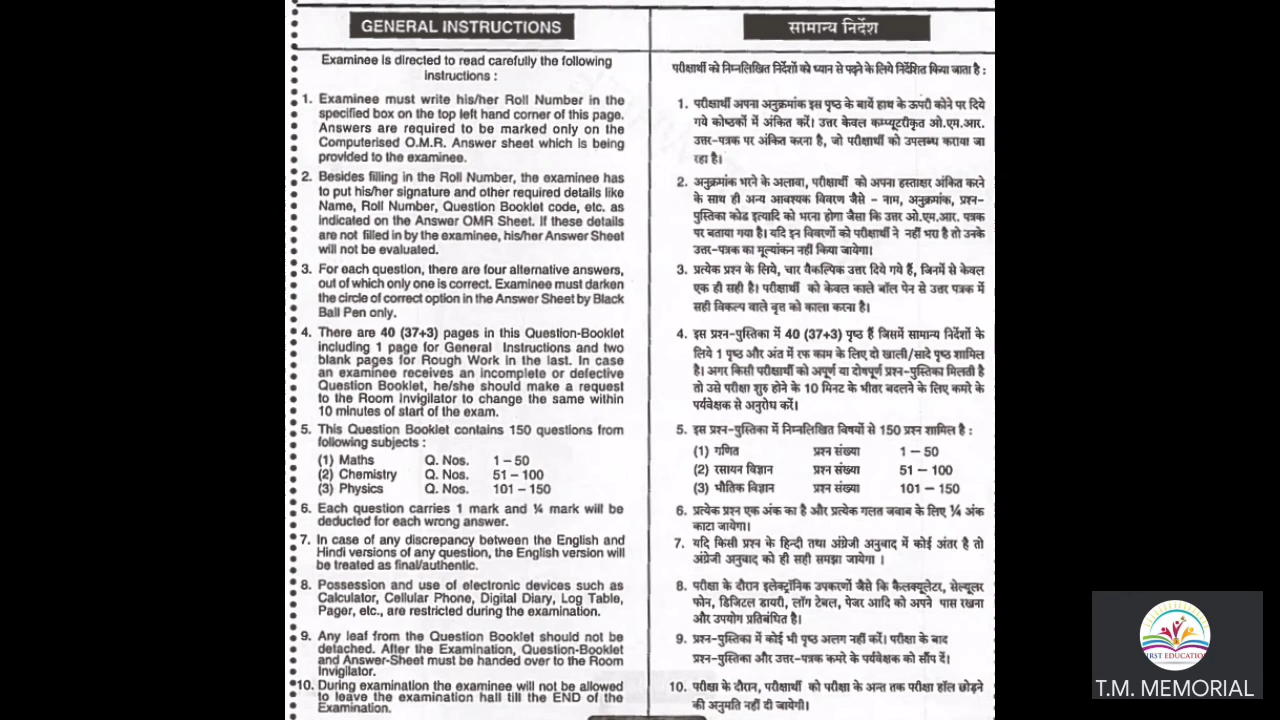 GENERAL INSTRUCTIONS
Examinee is directed to read carefully the following
instructions :
1. Examinee must write his/her Roll Number in the
specified box on the top left hand corner of this page.
Answers are required to be marked only on the
Computerised O.M.R. Answer sheet which is being
provided to the examinee.
2. Besides filling in the Roll Number, the examinee has
to put his/her signature and other required details like
Name, Roll Number, Question Booklet code, etc. as
indicated on the Answer OMR Sheet. If these details
are not filled in by the examinee, his/her Answer Sheet
will not be evaluated.
3. For each question, there are four alternative answers,
out of which only one is correct. Examinee must darken
the circle of correct option in the Answer Sheet by Black
Ball Pen only.
4. There are 40 (37+3) pages in this Question-Booklet
including 1 page for General Instructions and two
blank pages for Rough Work in the last. In case
an examinee receives an incomplete or defective
Question Booklet, he/she should make a request
to the Room Invigilator to change the same within
10 minutes of start of the exam.
5. This Question Booklet contains 150 questions from
following subjects :
(1) Maths Q. Nos. 1 – 50
(2) Chemistry Q. Nos. 51 – 100
(3) Physics Q. Nos. 101 – 150
6. Each question carries 1 mark and ¼ mark will be
deducted for each wrong answer.
7. In case of any discrepancy between the English and
Hindi versions of any question, the English version will
be treated as final/authentic.
8. Possession and use of electronic devices such as
Calculator, Cellular Phone, Digital Diary, Log Table,
Pager, etc., are restricted during the examination.
9. Any leaf from the Question Booklet should not be
detached. After the Examination, Question-Booklet
and Answer-Sheet must be handed over to the Room
Invigilator.
10. During examination the examinee will not be allowed
to leave the examination hall till the END of the
Examination.
सामान्य निर्देश
परीक्षार्थी को निम्नलिखित निर्देशों को ध्यान से पढ़ने के लिये निर्देशित किया जाता है :
1. परीक्षार्थी अपना अनुक्रमांक इस पृष्ठ के बायें हाथ के ऊपरी कोने पर दिये
गये कोष्ठकों में अंकित करें। उत्तर केवल कम्प्यूटरीकृत ओ.एम.आर.
उत्तर-पत्रक पर अंकित करना है, जो परीक्षार्थी को उपलब्ध कराया जा
रहा है।
2. अनुक्रमांक भरने के अलावा, परीक्षार्थी को अपना हस्ताक्षर अंकित करने
के साथ ही अन्य आवश्यक विवरण जैसे - नाम, अनुक्रमांक, प्रश्न-
पुस्तिका कोड इत्यादि को भरना होगा जैसा कि उत्तर ओ.एम.आर. पत्रक
पर बताया गया है। यदि इन विवरणों को परीक्षार्थी ने नहीं भरा है तो उनके
उत्तर-पत्रक का मूल्यांकन नहीं किया जायेगा।
3. प्रत्येक प्रश्न के लिये, चार वैकल्पिक उत्तर दिये गये हैं, जिनमें से केवल
एक ही सही है। परीक्षार्थी को केवल काले बॉल पेन से उत्तर पत्रक में
सही विकल्प वाले वृत्त को काला करना है।
4. इस प्रश्न-पुस्तिका में 40 (37+3) पृष्ठ हैं जिसमें सामान्य निर्देशों के
लिये 1 पृष्ठ और अंत में रफ काम के लिए दो खाली/सादे पृष्ठ शामिल
है। अगर किसी परीक्षार्थी को अपूर्ण या दोषपूर्ण प्रश्न-पुस्तिका मिलती है
तो उसे परीक्षा शुरु होने के 10 मिनट के भीतर बदलने के लिए कमरे के
पर्यवेक्षक से अनुरोध करें।
5. इस प्रश्न-पुस्तिका में निम्नलिखित विषयों से 150 प्रश्न शामिल है :
(1) गणित प्रश्न संख्या 1 – 50
(2) रसायन विज्ञान प्रश्न संख्या 51 – 100
(3) भौतिक विज्ञान प्रश्न संख्या 101 – 150
6. प्रत्येक प्रश्न एक अंक का है और प्रत्येक गलत जवाब के लिए ¼ अंक
काटा जायेगा।
7. यदि किसी प्रश्न के हिन्दी तथा अंग्रेजी अनुवाद में कोई अंतर है तो
अंग्रेजी अनुवाद को ही सही समझा जायेगा ।
8. परीक्षा के दौरान इलेक्ट्रॉनिक उपकरणों जैसे कि कैलक्यूलेटर, सेल्यूलर
फोन, डिजिटल डायरी, लॉग टेबल, पेजर आदि को अपने पास रखना
और उपयोग प्रतिबंधित है।
9. प्रश्न-पुस्तिका में कोई भी पृष्ठ अलग नहीं करें। परीक्षा के बाद
प्रश्न-पुस्तिका और उत्तर-पत्रक कमरे के पर्यवेक्षक को सौंप दें।
10. परीक्षा के दौरान, परीक्षार्थी को परीक्षा के अन्त तक परीक्षा हॉल छोड़ने
की अनुमति नहीं दी जायेगी।
T.M. MEMORIAL